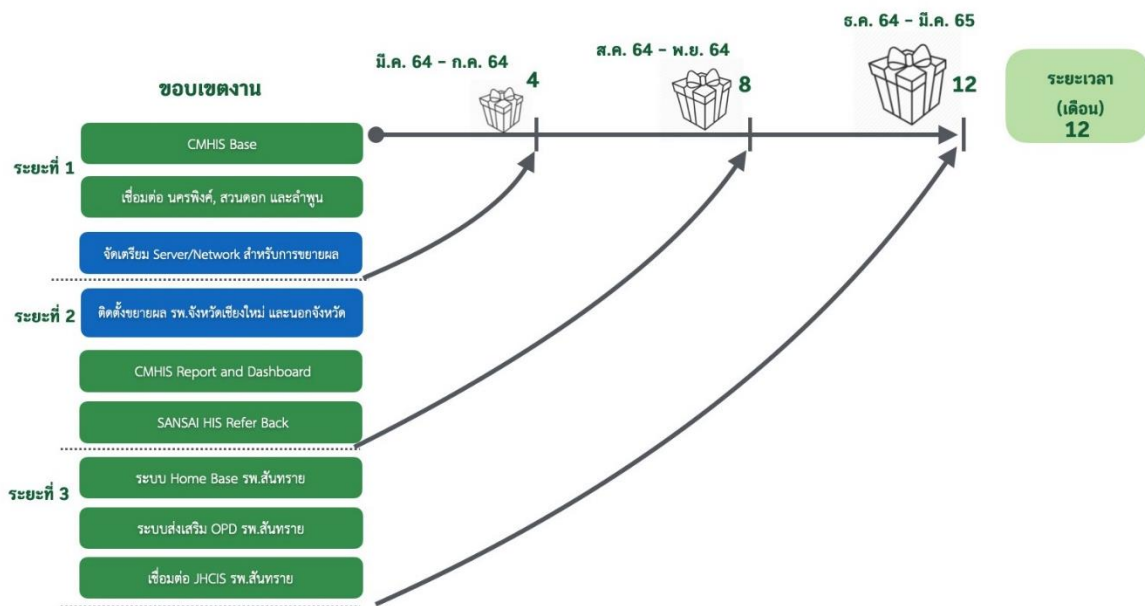 ธ.ค. 64 - มี.ค. 65
ส.ค. 64 - พ.ย. 64
มี.ค. 64 - ก.ค. 64
4
8
12
ระยะเวลา
(เดือน)
12
ขอบเขตงาน
ระยะที่ 1
CMHIS Base
เชื่อมต่อ นครพิงค์, สวนดอก และลำพูน
จัดเตรียม Server/Network สำหรับการขยายผล
ระยะที่ 2
ติดตั้งขยายผล รพ.จังหวัดเชียงใหม่ และนอกจังหวัด
CMHIS Report and Dashboard
SANSAI HIS Refer Back
ระยะที่ 3
ระบบ Home Base รพ.สันทราย
ระบบส่งเสริม OPD รพ.สันทราย
เชื่อมต่อ JHCIS รพ.สันทราย